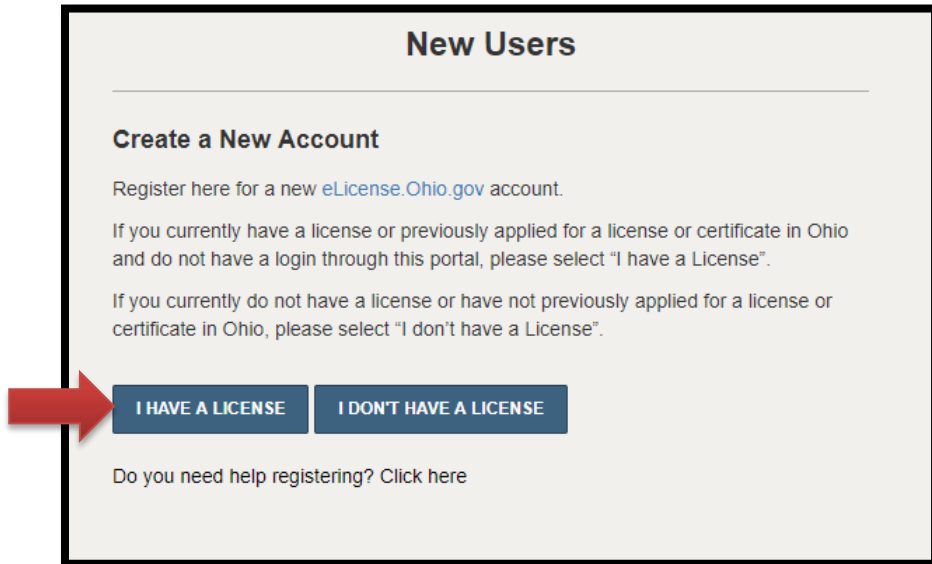 New Users
Create a New Account
Register here for a new eLicense.Ohio.gov account.
If you currently have a license or previously applied for a license or certificate in Ohio
and do not have a login through this portal, please select “I have a License”.
If you currently do not have a license or have not previously applied for a license or
certificate in Ohio, please select “I don’t have a License”.
I HAVE A LICENSE
I DON'T HAVE A LICENSE
Do you need help registering? Click here